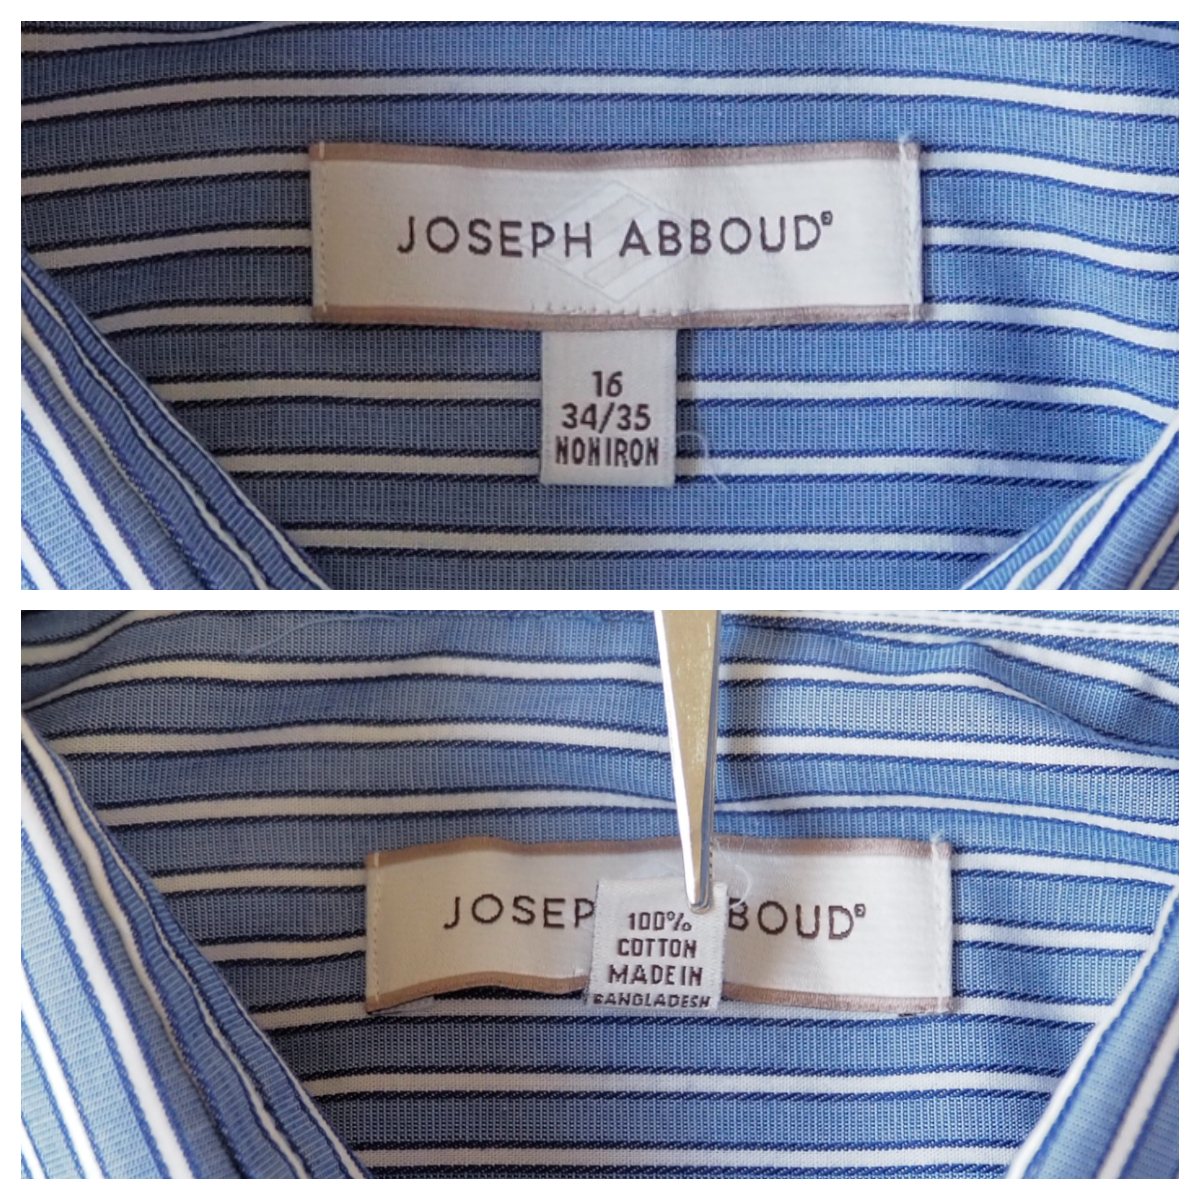 JOSEPH ABBOUD®
16
34/35
NONIRON
JOSEP BOUD®
100%
COTTON
MADE IN
BANGLADESH